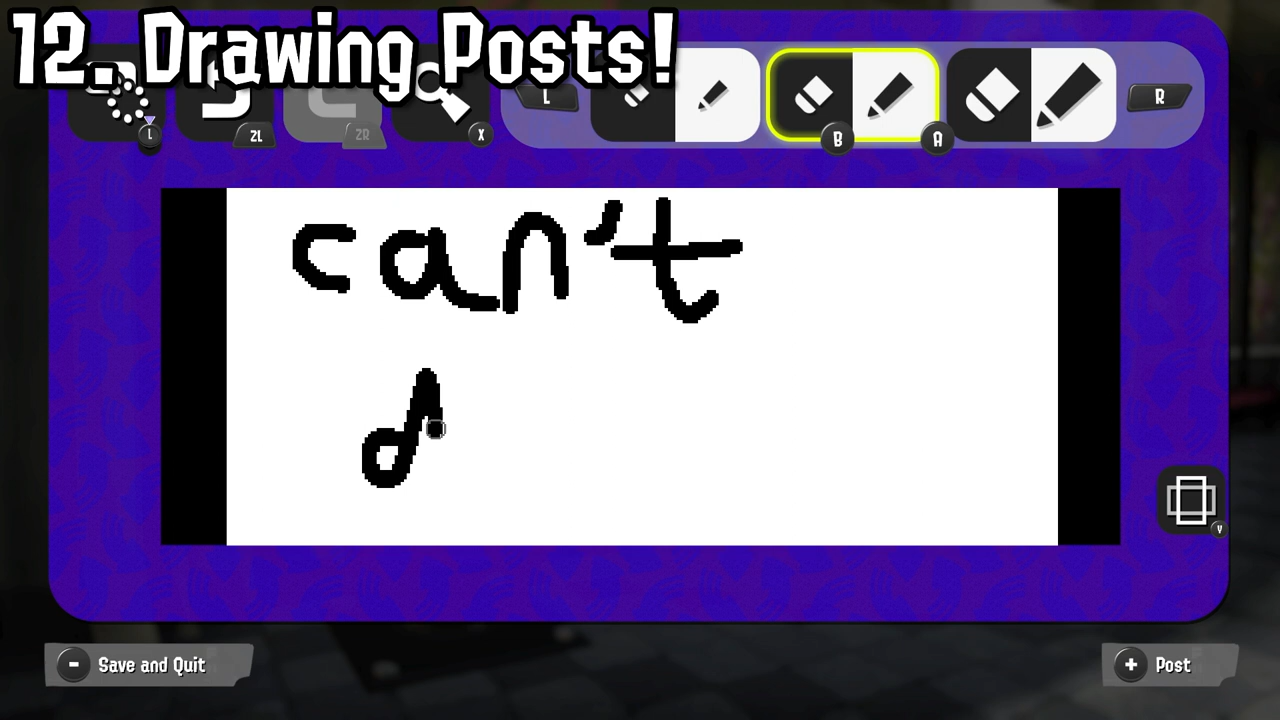 12. Drawing Posts!
L
ZL
ZR
X
L
B
A
R
can't
d
Y
- Save and Quit
+ Post